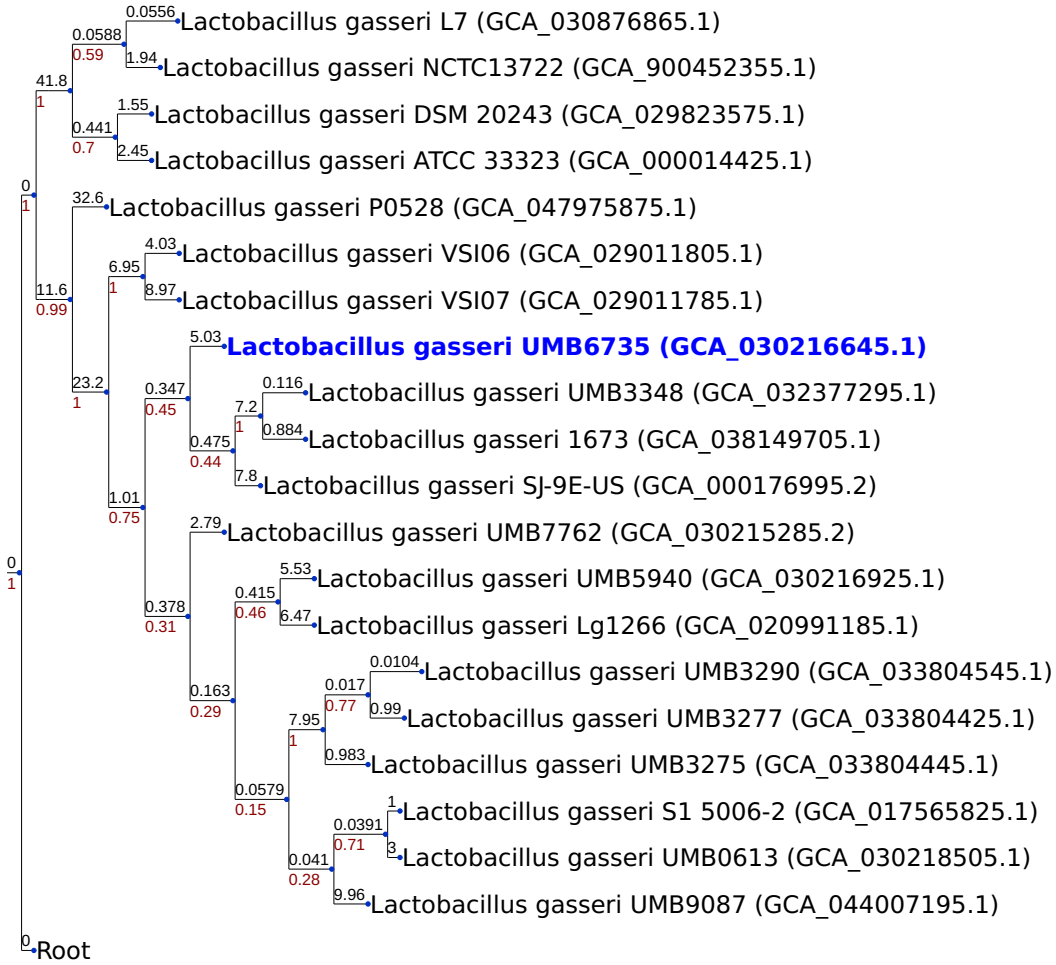 0.0556
Lactobacillus gasseri L7 (GCA_030876865.1)
0.0588
0.59
1.94
Lactobacillus gasseri NCTC13722 (GCA_900452355.1)
41.8
1
1.55
Lactobacillus gasseri DSM 20243 (GCA_029823575.1)
0.441
0.7
2.45
Lactobacillus gasseri ATCC 33323 (GCA_000014425.1)
0
1
32.6
Lactobacillus gasseri P0528 (GCA_047975875.1)
4.03
Lactobacillus gasseri VSI06 (GCA_029011805.1)
6.95
1
8.97
Lactobacillus gasseri VSI07 (GCA_029011785.1)
11.6
0.99
5.03
Lactobacillus gasseri UMB6735 (GCA_030216645.1)
23.2
1
0.347
0.45
0.116
Lactobacillus gasseri UMB3348 (GCA_032377295.1)
7.2
1
0.884
Lactobacillus gasseri 1673 (GCA_038149705.1)
0.475
0.44
7.8
Lactobacillus gasseri SJ-9E-US (GCA_000176995.2)
1.01
0.75
2.79
Lactobacillus gasseri UMB7762 (GCA_030215285.2)
0
1
5.53
Lactobacillus gasseri UMB5940 (GCA_030216925.1)
0.415
0.46
6.47
Lactobacillus gasseri Lg1266 (GCA_020991185.1)
0.378
0.31
0.0104
Lactobacillus gasseri UMB3290 (GCA_033804545.1)
0.017
0.77
0.99
Lactobacillus gasseri UMB3277 (GCA_033804425.1)
0.163
0.29
7.95
1
0.983
Lactobacillus gasseri UMB3275 (GCA_033804445.1)
0.0579
0.15
1
Lactobacillus gasseri S1 5006-2 (GCA_017565825.1)
0.0391
0.71
3
Lactobacillus gasseri UMB0613 (GCA_030218505.1)
0.041
0.28
9.96
Lactobacillus gasseri UMB9087 (GCA_044007195.1)
0
Root